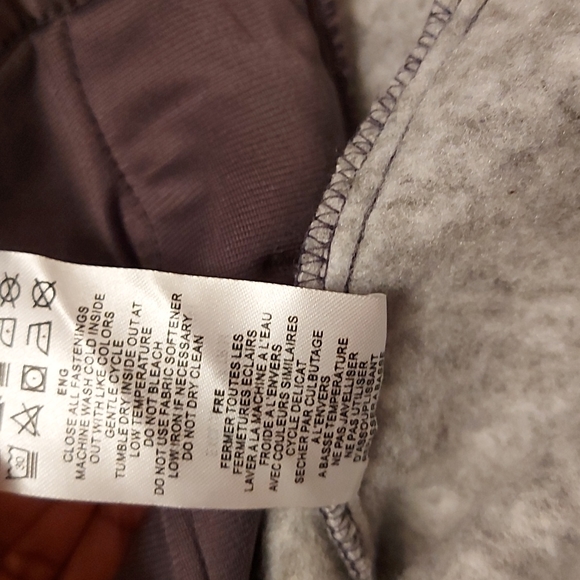 ENG
CLOSE ALL FASTENINGS
MACHINE WASH COLD INSIDE
OUT WITH LIKE COLORS
GENTLE CYCLE
TUMBLE DRY INSIDE OUT AT
LOW TEMPERATURE
DO NOT BLEACH
DO NOT USE FABRIC SOFTENER
LOW IRON IF NECESSARY
DO NOT DRY CLEAN
FRE
FERMER TOUTES LES
FERMETURES ECLAIRS
LAVER A LA MACHINE A L'EAU
FROIDE A L'ENVERS
AVEC COULEURS SIMILAIRES
CYCLE DELICAT
SECHER PAR CULBUTAGE
A L'ENVERS
A BASSE TEMPERATURE
NE PAS JAVELLISER
NE PAS UTILISER
30